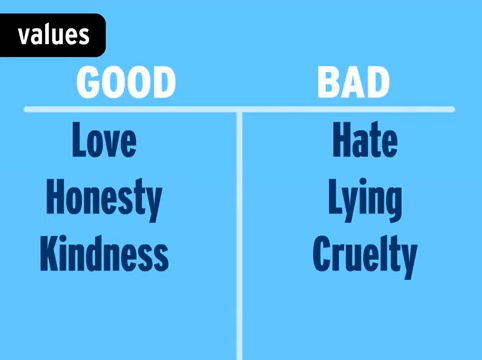 values
GOOD BAD
Love Hate
Honesty Lying
Kindness Cruelty